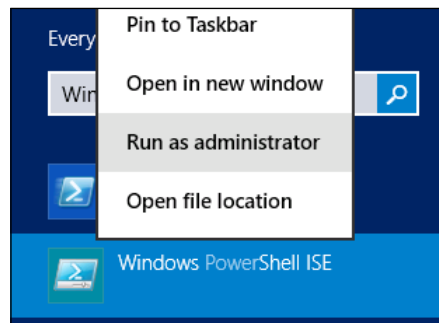 Pin to Taskbar
Every
Open in new window
Win
Run as administrator
Open file location
Windows PowerShell ISE